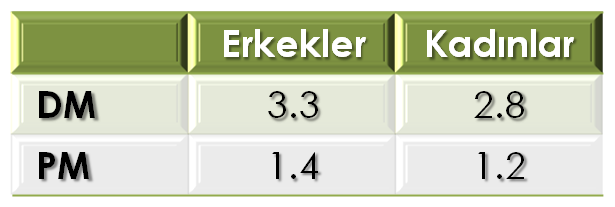 Erkekler Kadınlar
DM 3.3 2.8
PM 1.4 1.2